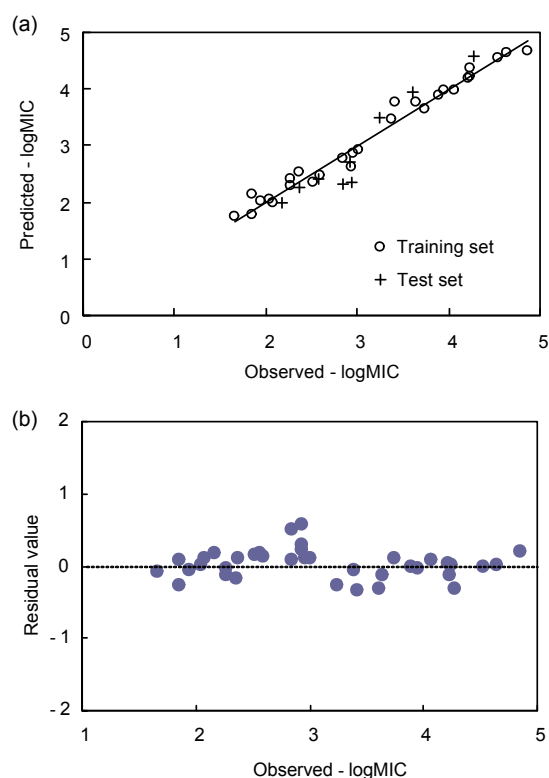 (a)
5
4
3
2
1
0
Predicted - logMIC
Training set
Test set
0 1 2 3 4 5
Observed - logMIC
(b)
2
1
0
- 1
- 2
Residual value
1 2 3 4 5
Observed - logMIC